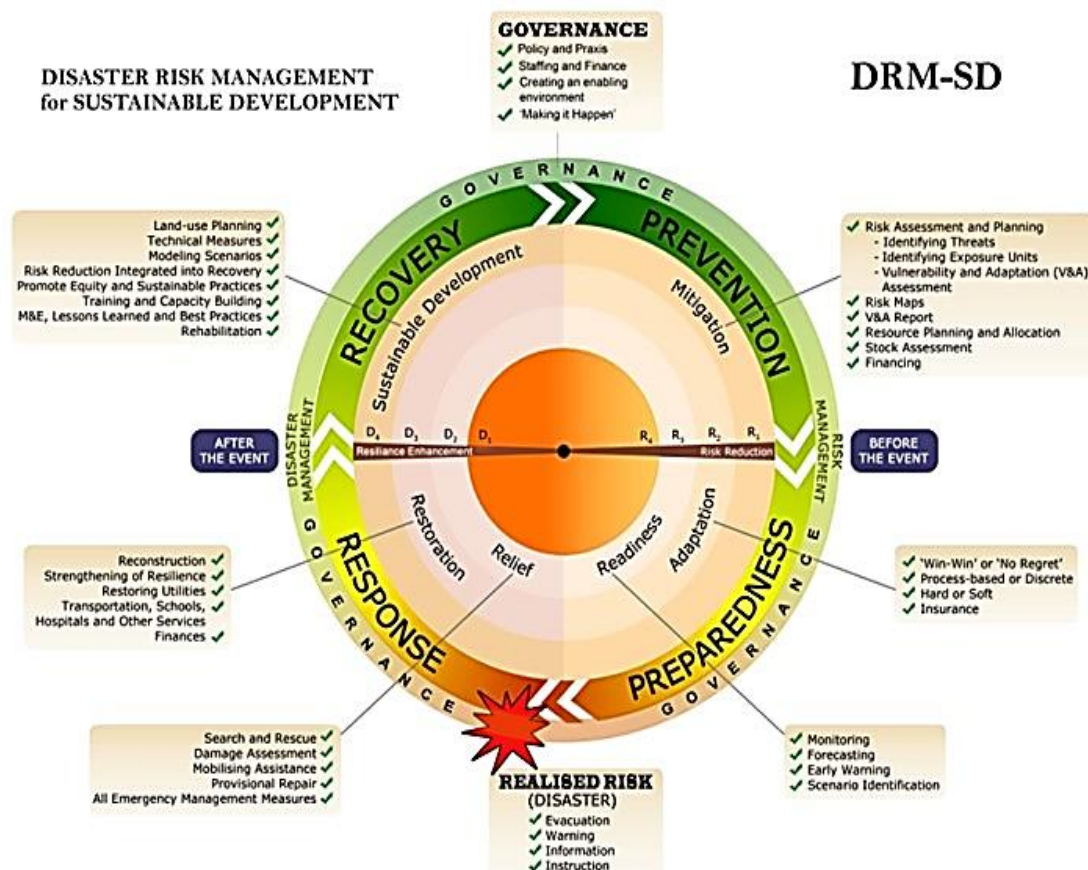 GOVERNANCE
Policy and Praxis
Staffing and Finance
Creating an enabling
environment
'Making it Happen'
DISASTER RISK MANAGEMENT
for SUSTAINABLE DEVELOPMENT
DRM-SD
GOVERNANCE
RECOVERY
PREVENTION
Sustainable Development
Mitigation
Land-use Planning
Technical Measures
Modeling Scenarios
Risk Reduction Integrated into Recovery
Promote Equity and Sustainable Practices
Training and Capacity Building
M&E, Lessons Learned and Best Practices
Rehabilitation
Risk Assessment and Planning
- Identifying Threats
- Identifying Exposure Units
- Vulnerability and Adaptation (V&A)
Assessment
Risk Maps
V&A Report
Resource Planning and Allocation
Stock Assessment
Financing
AFTER
THE EVENT
DISASTER
MANAGEMENT
D4 D3 D2 D1
R4 R3 R2 R1
Resiliance Enhancement
Risk Reduction
RISK
MANAGEMENT
BEFORE
THE EVENT
GOVERNANCE
RESPONSE
Restoration
Relief
Readiness
Adaptation
PREPAREDNESS
GOVERNANCE
Reconstruction
Strengthening of Resilience
Restoring Utilities
Transportation, Schools,
Hospitals and Other Services
Finances
'Win-Win' or 'No Regret'
Process-based or Discrete
Hard or Soft
Insurance
Search and Rescue
Damage Assessment
Mobilising Assistance
Provisional Repair
All Emergency Management Measures
REALISED RISK
(DISASTER)
Evacuation
Warning
Information
Instruction
Monitoring
Forecasting
Early Warning
Scenario Identification